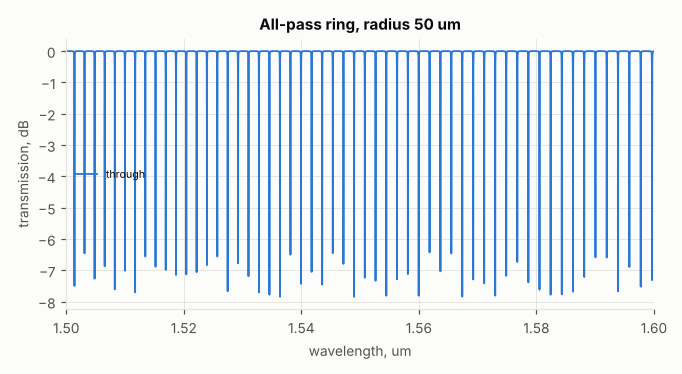 All-pass ring, radius 50 um
transmission, dB
0
−1
−2
−3
−4
−5
−6
−7
−8
through
1.50 1.52 1.54 1.56 1.58 1.60
wavelength, um